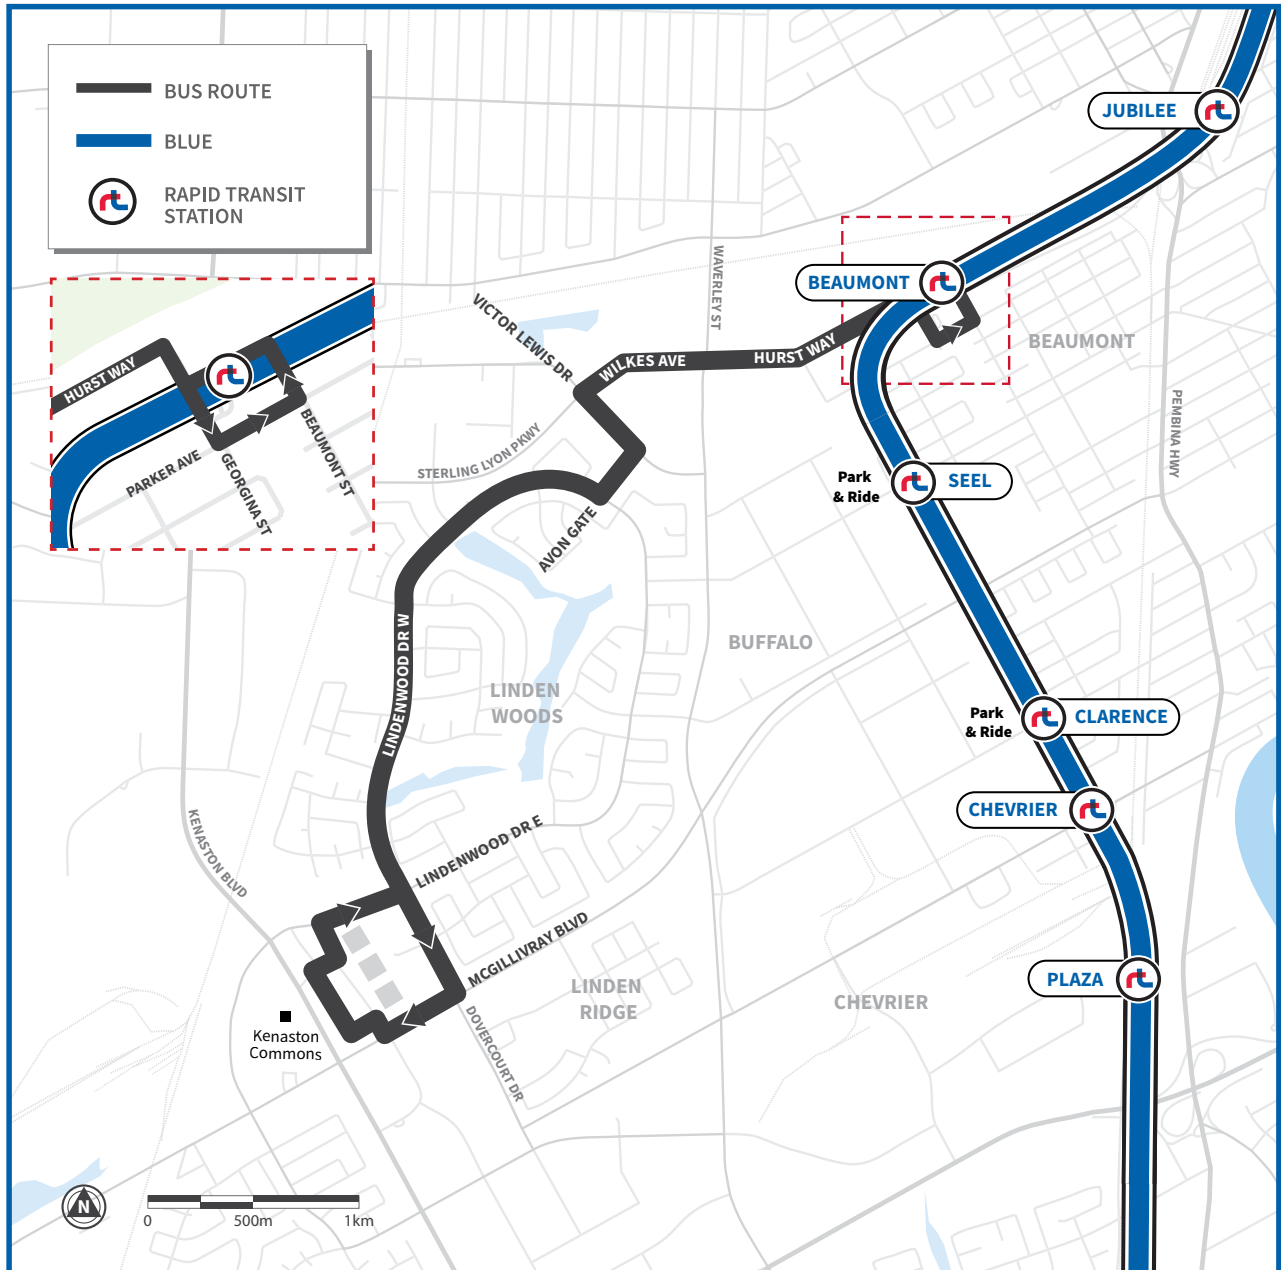 BUS ROUTE
BLUE
RAPID TRANSIT
STATION
JUBILEE
BEAUMONT
BEAUMONT
WAVERLEY ST
VICTOR LEWIS DR
WILKES AVE
HURST WAY
HURST WAY
PARKER AVE
GEORGINA ST
BEAUMONT ST
STERLING LYON PKWY
AVON GATE
PEMBINA HWY
Park
& Ride
SEEL
BUFFALO
LINDENWOOD DR W
LINDEN
WOODS
Park
& Ride
CLARENCE
CHEVRIER
KENASTON BLVD
LINDENWOOD DR E
MCGILLIVRAY BLVD
LINDEN
RIDGE
CHEVRIER
PLAZA
Kenaston
Commons
DOVERCOURT DR
N
0 500m 1km